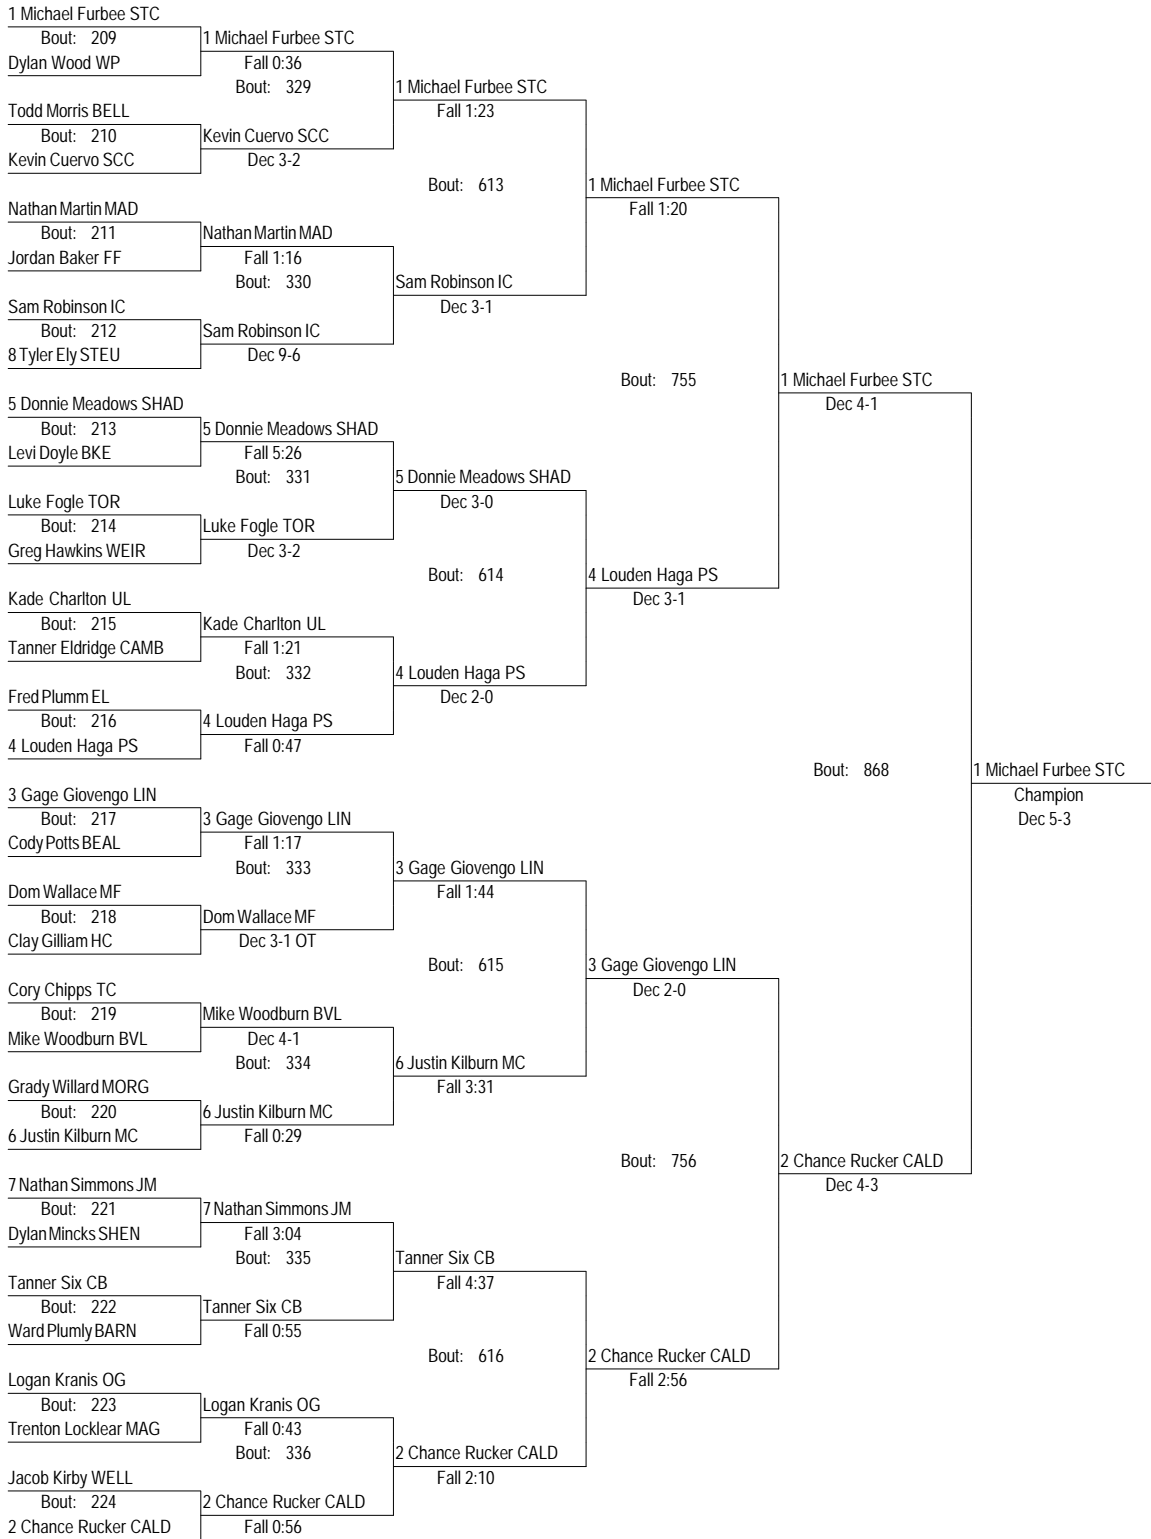 1 Michael Furbee STC
Bout: 209
1 Michael Furbee STC
Dylan Wood WP
Fall 0:36
Bout: 329
1 Michael Furbee STC
Todd Morris BELL
Fall 1:23
Bout: 210
Kevin Cuervo SCC
Kevin Cuervo SCC
Dec 3-2
Bout: 613
1 Michael Furbee STC
Nathan Martin MAD
Fall 1:20
Bout: 211
Nathan Martin MAD
Jordan Baker FF
Fall 1:16
Bout: 330
Sam Robinson IC
Sam Robinson IC
Dec 3-1
Bout: 212
Sam Robinson IC
8 Tyler Ely STEU
Dec 9-6
Bout: 755
1 Michael Furbee STC
5 Donnie Meadows SHAD
Dec 4-1
Bout: 213
5 Donnie Meadows SHAD
Levi Doyle BKE
Fall 5:26
Bout: 331
5 Donnie Meadows SHAD
Luke Fogle TOR
Dec 3-0
Bout: 214
Luke Fogle TOR
Greg Hawkins WEIR
Dec 3-2
Bout: 614
4 Louden Haga PS
Kade Charlton UL
Dec 3-1
Bout: 215
Kade Charlton UL
Tanner Eldridge CAMB
Fall 1:21
Bout: 332
4 Louden Haga PS
Fred Plumm EL
Dec 2-0
Bout: 216
4 Louden Haga PS
4 Louden Haga PS
Fall 0:47
Bout: 868
1 Michael Furbee STC
3 Gage Giovengo LIN
Champion
Bout: 217
3 Gage Giovengo LIN
Dec 5-3
Cody Potts BEAL
Fall 1:17
Bout: 333
3 Gage Giovengo LIN
Dom Wallace MF
Fall 1:44
Bout: 218
Dom Wallace MF
Clay Gilliam HC
Dec 3-1 OT
Bout: 615
3 Gage Giovengo LIN
Cory Chipps TC
Dec 2-0
Bout: 219
Mike Woodburn BVL
Mike Woodburn BVL
Dec 4-1
Bout: 334
6 Justin Kilburn MC
Grady Willard MORG
Fall 3:31
Bout: 220
6 Justin Kilburn MC
6 Justin Kilburn MC
Fall 0:29
Bout: 756
2 Chance Rucker CALD
7 Nathan Simmons JM
Dec 4-3
Bout: 221
7 Nathan Simmons JM
Dylan Mincks SHEN
Fall 3:04
Bout: 335
Tanner Six CB
Tanner Six CB
Fall 4:37
Bout: 222
Tanner Six CB
Ward Plumly BARN
Fall 0:55
Bout: 616
2 Chance Rucker CALD
Logan Kranis OG
Fall 2:56
Bout: 223
Logan Kranis OG
Trenton Locklear MAG
Fall 0:43
Bout: 336
2 Chance Rucker CALD
Jacob Kirby WELL
Fall 2:10
Bout: 224
2 Chance Rucker CALD
2 Chance Rucker CALD
Fall 0:56